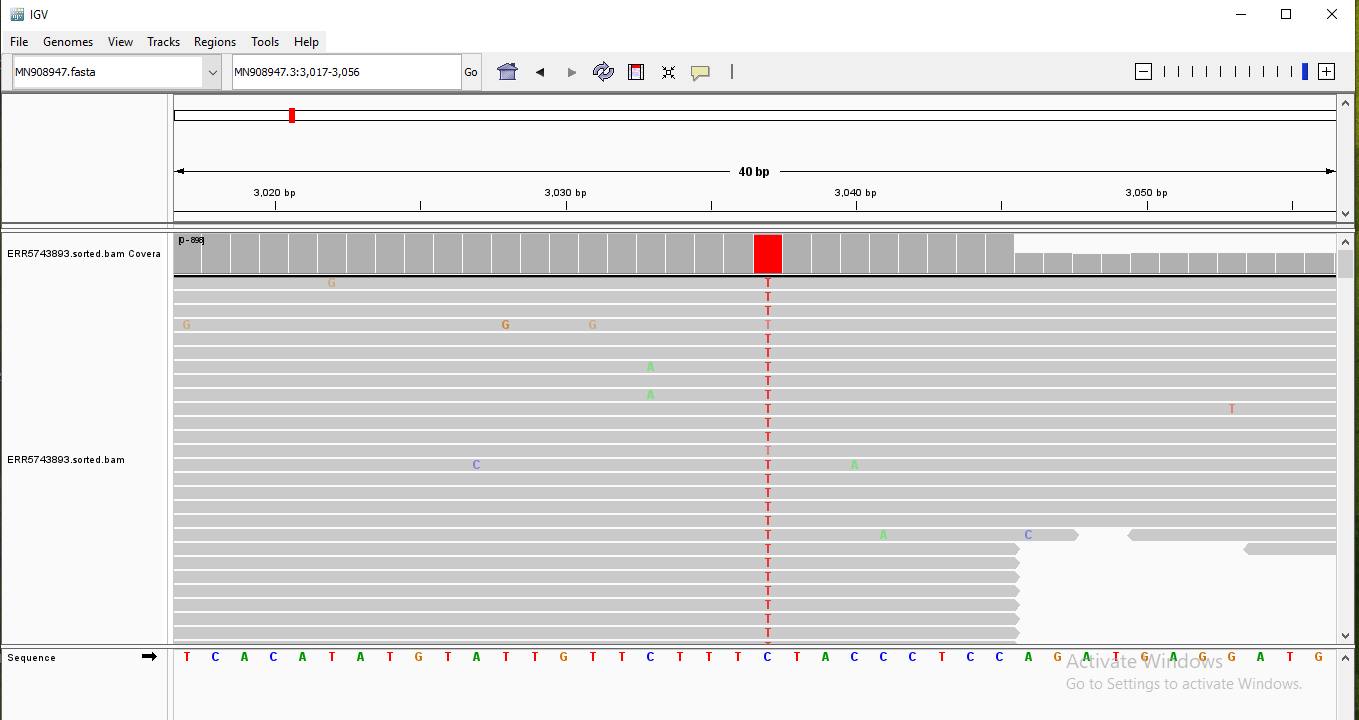 IGV
File Genomes View Tracks Regions Tools Help
MN908947.fasta MN908947.3:3,017-3,056 Go
40 bp
3,020 bp 3,030 bp 3,040 bp 3,050 bp
[0 - 898]
ERR5743893.sorted.bam Covera
G T
T
T
G G G T
T
T
A T
T
A T
T T
T
T
T
C T A
T
T
T
T
T A C
T
T
T
T
T
T
T
ERR5743893.sorted.bam
Sequence T C A C A T A T G T A T T G T T C T T T C T A C C C T C C A G A T G A G G A T G
Activate Windows
Go to Settings to activate Windows.